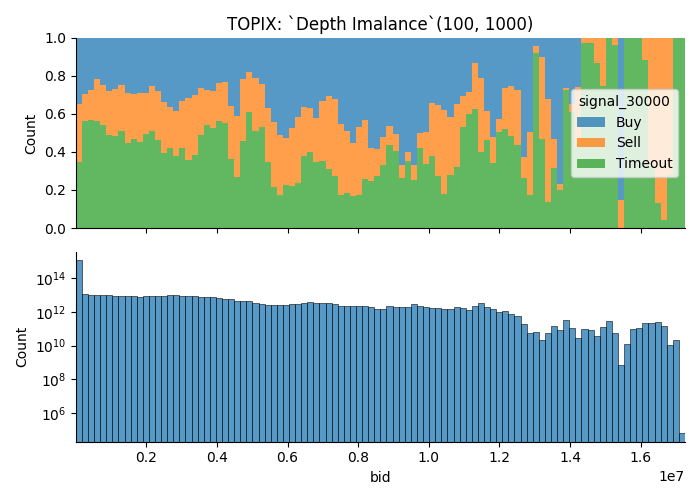 TOPIX: `Depth Imalance`(100, 1000)
1.0
0.8
0.6
0.4
0.2
0.0
Count
signal_30000
Buy
Sell
Timeout
10^14
10^12
10^10
10^8
10^6
Count
0.2
0.4
0.6
0.8
1.0
1.2
1.4
1.6
1e7
bid